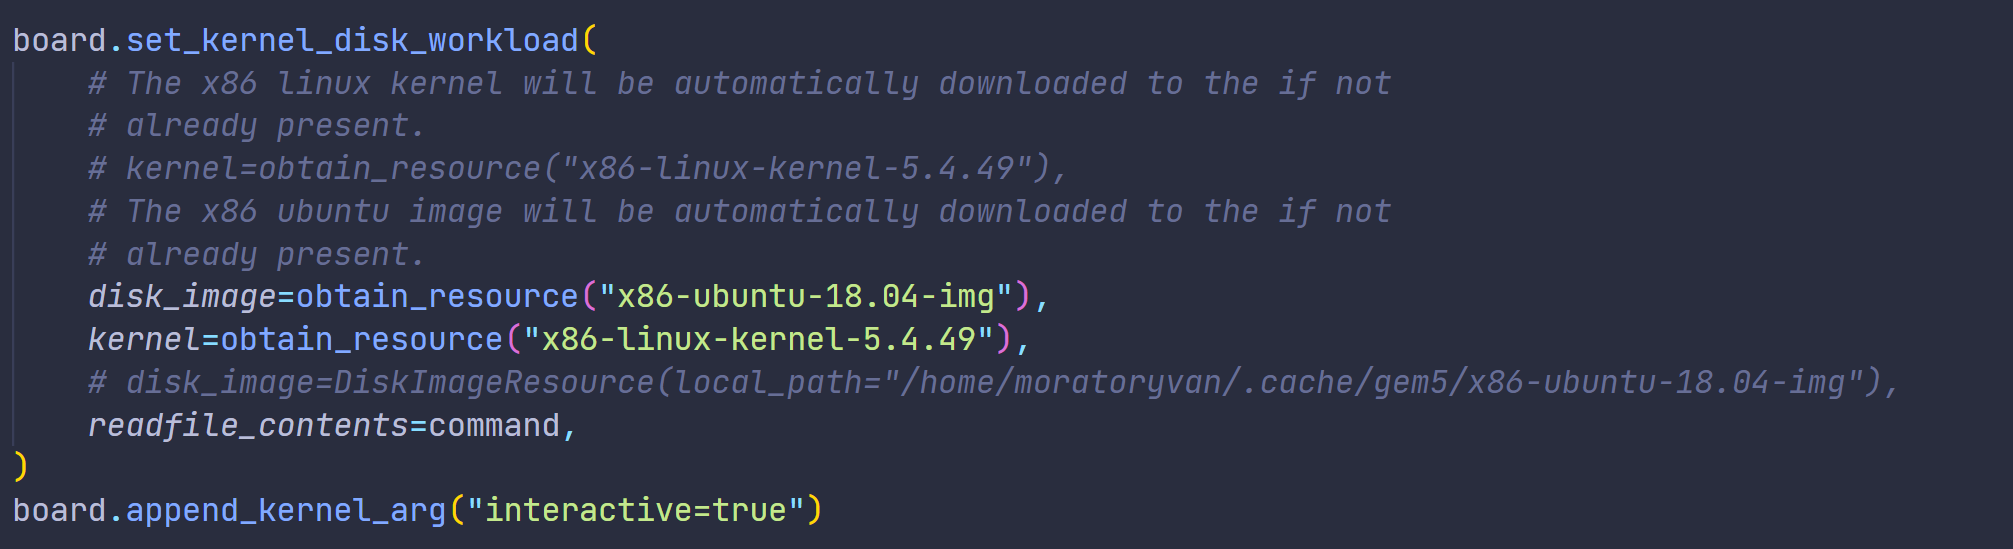 board.set_kernel_disk_workload(
    # The x86 linux kernel will be automatically downloaded to the if not
    # already present.
    # kernel=obtain_resource("x86-linux-kernel-5.4.49"),
    # The x86 ubuntu image will be automatically downloaded to the if not
    # already present.
    disk_image=obtain_resource("x86-ubuntu-18.04-img"),
    kernel=obtain_resource("x86-linux-kernel-5.4.49"),
    # disk_image=DiskImageResource(local_path="/home/moratoryvan/.cache/gem5/x86-ubuntu-18.04-img"),
    readfile_contents=command,
)
board.append_kernel_arg("interactive=true")